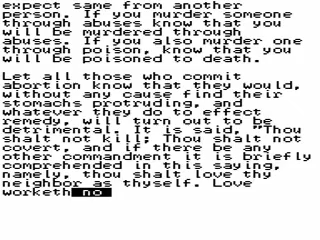 expect same from another
person. If you murder someone
through abuses know that you
will be murdered through
abuses. If you also murder one
through poison, know that you
will be poisoned to death.
Let all those who commit
abortion know that they would,
without any cause find their
stomachs protruding, and
whatever they do to effect
remedy, will turn out to be
detrimental. It is said, "Thou
shalt not kill; Thou shalt not
covert, and if there be any
other commandment it is briefly
comprehended in this saying,
namely, thou shalt love thy
neighbor as thyself. Love
worketh no